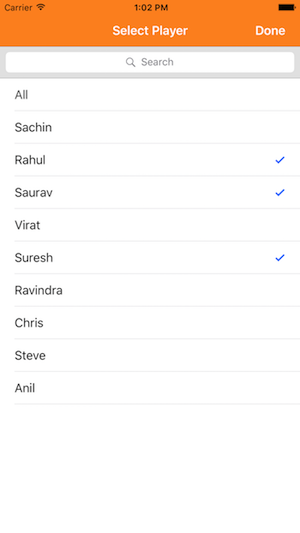 Carrier 1:02 PM
Select Player Done
Search
All
Sachin
Rahul
Saurav
Virat
Suresh
Ravindra
Chris
Steve
Anil